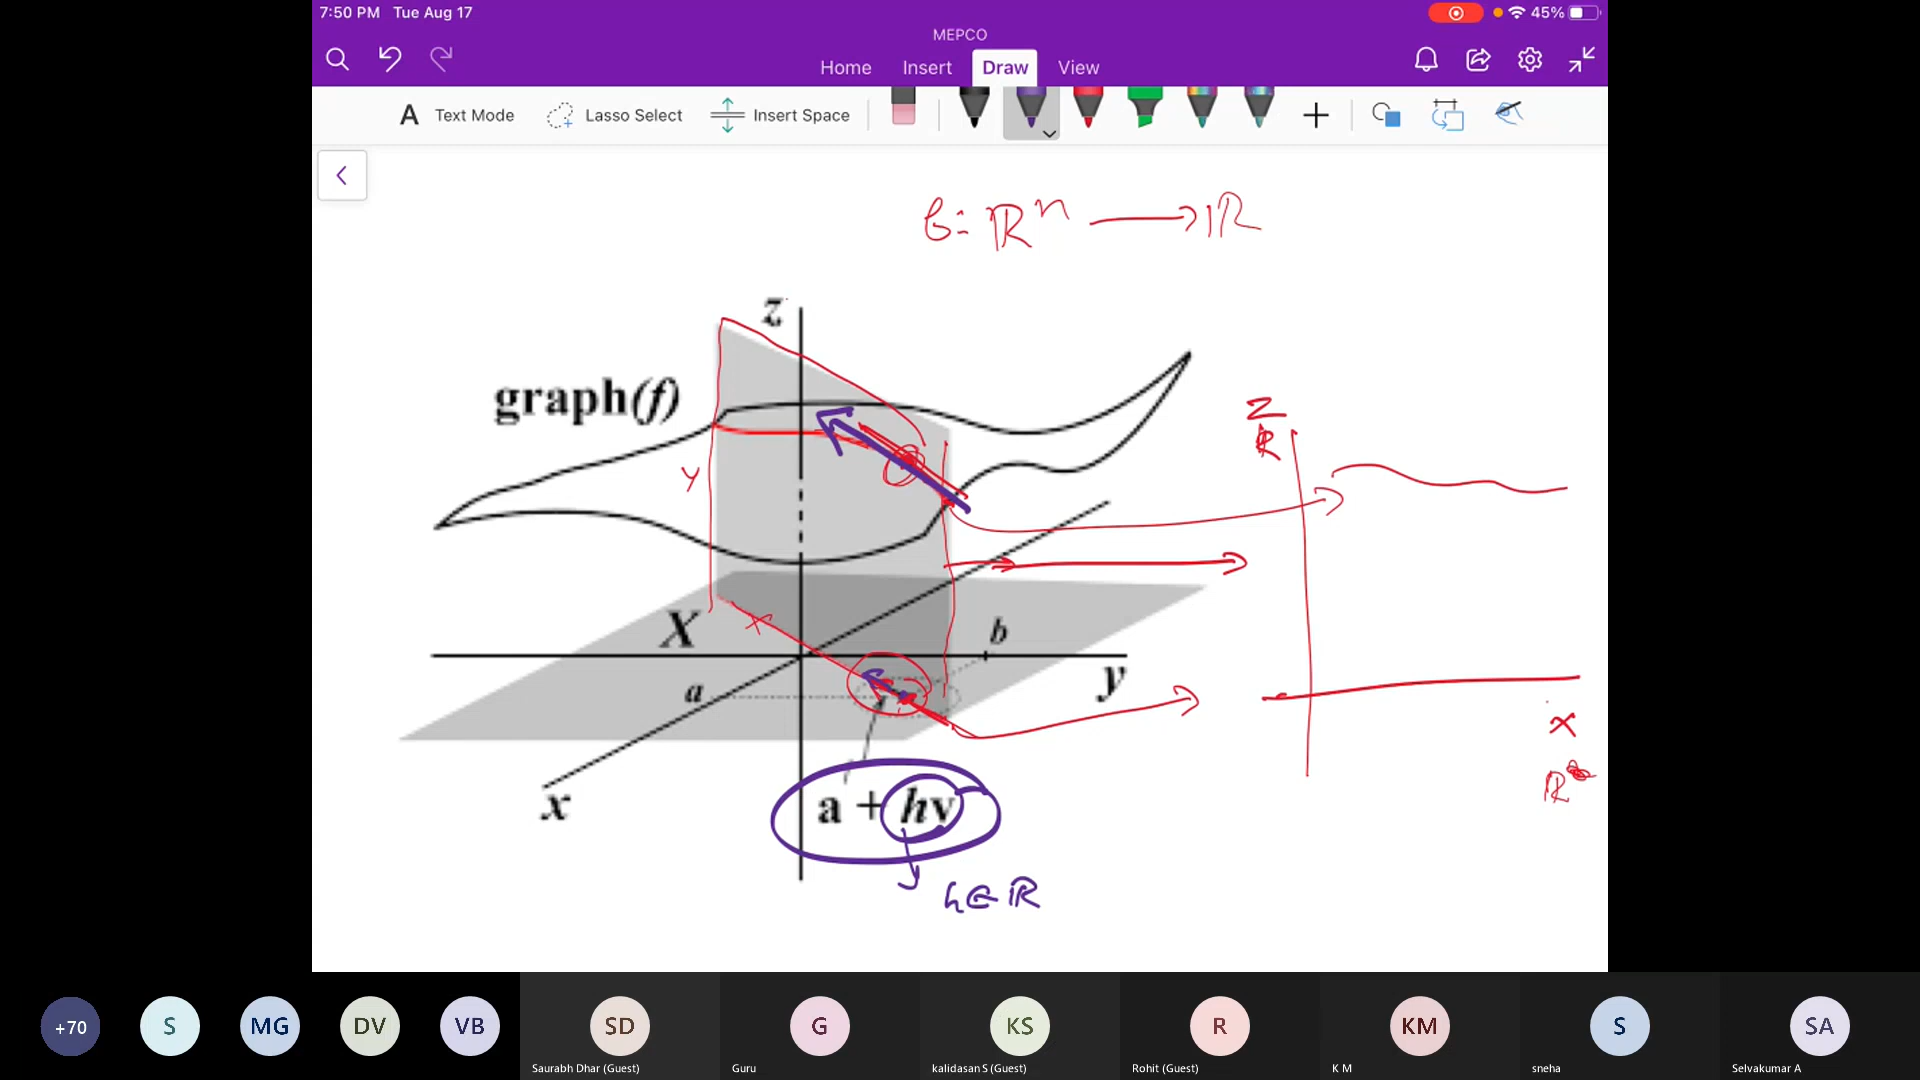 7:50 PM Tue Aug 17
45%
MEPCO
Home Insert Draw View
A Text Mode Lasso Select Insert Space
f: ℝⁿ → ℝ
z
graph(f)
Z
ℝ
y
X
x
b
a
y
x
ℝ
x
a + hv
h ∈ ℝ
+70 S MG DV VB SD G KS R KM S SA
Saurabh Dhar (Guest) Guru kalidasan S (Guest) Rohit (Guest) K M sneha Selvakumar A